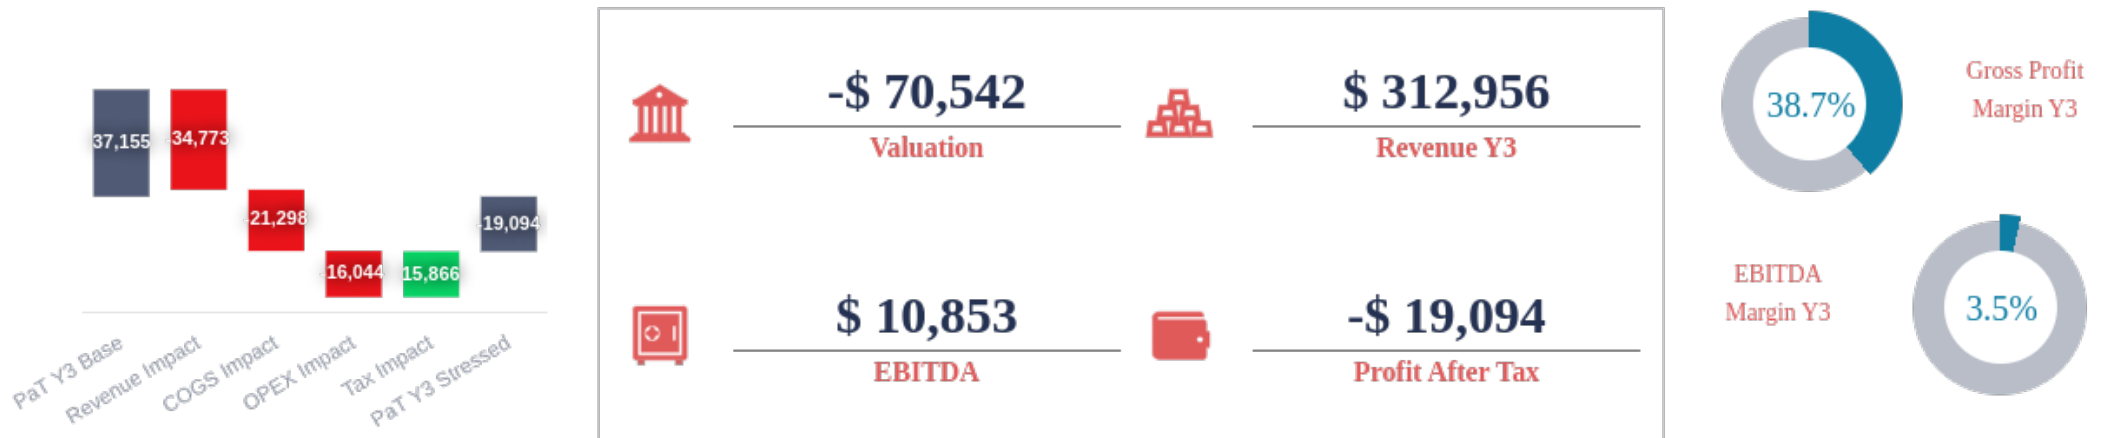 37,155
-34,773
-21,298
-16,044
15,866
-19,094
PaT Y3 Base
Revenue Impact
COGS Impact
OPEX Impact
Tax Impact
PaT Y3 Stressed
-$ 70,542
Valuation
$ 312,956
Revenue Y3
$ 10,853
EBITDA
-$ 19,094
Profit After Tax
38.7%
Gross Profit
Margin Y3
EBITDA
Margin Y3
3.5%